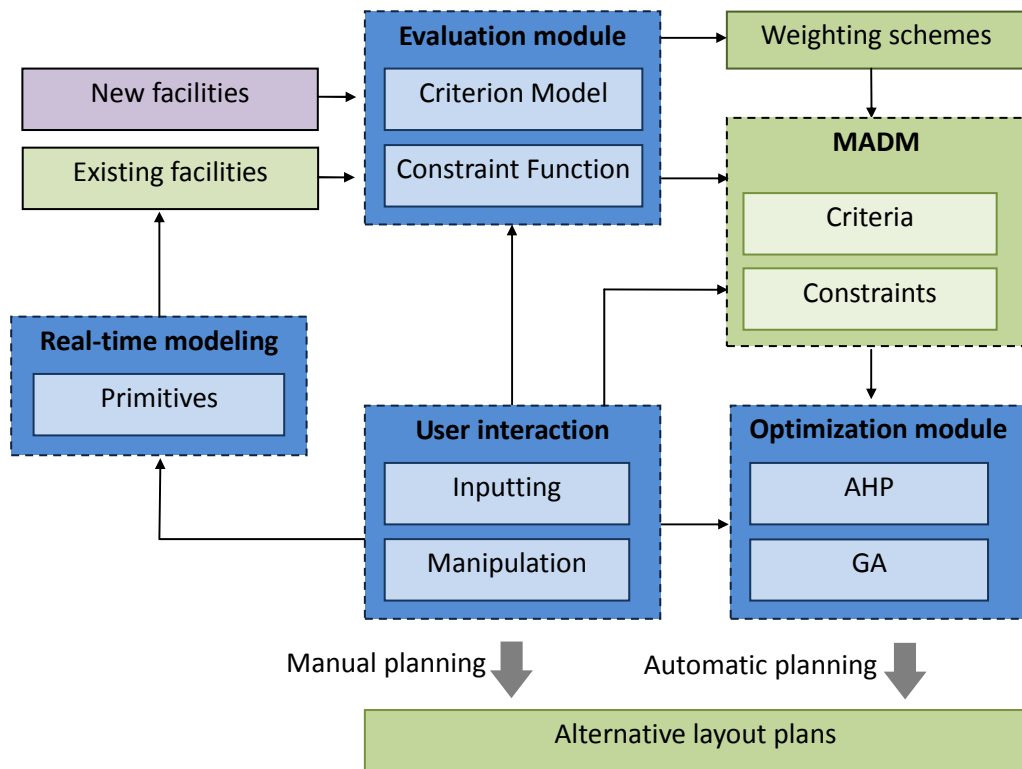 Evaluation module
Weighting schemes
New facilities
Criterion Model
MADM
Existing facilities
Constraint Function
Criteria
Constraints
Real-time modeling
Primitives
User interaction
Optimization module
Inputting
AHP
Manipulation
GA
Manual planning
Automatic planning
Alternative layout plans